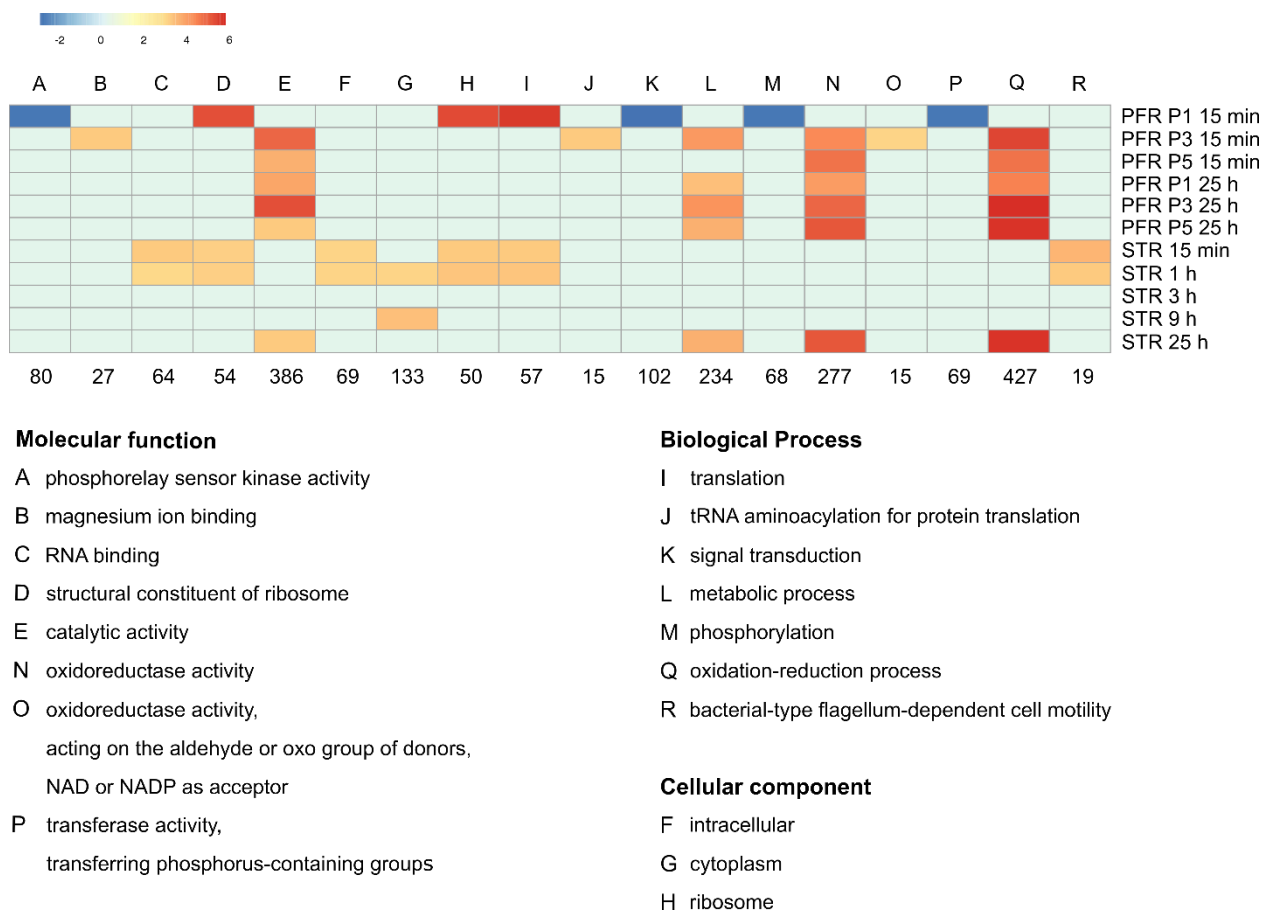 -2 0 2 4 6
A B C D E F G H I J K L M N O P Q R
PFR P1 15 min
PFR P3 15 min
PFR P5 15 min
PFR P1 25 h
PFR P3 25 h
PFR P5 25 h
STR 15 min
STR 1 h
STR 3 h
STR 9 h
STR 25 h
80 27 64 54 386 69 133 50 57 15 102 234 68 277 15 69 427 19
Molecular function
A phosphorelay sensor kinase activity
B magnesium ion binding
C RNA binding
D structural constituent of ribosome
E catalytic activity
N oxidoreductase activity
O oxidoreductase activity,
acting on the aldehyde or oxo group of donors,
NAD or NADP as acceptor
P transferase activity,
transferring phosphorus-containing groups
Biological Process
I translation
J tRNA aminoacylation for protein translation
K signal transduction
L metabolic process
M phosphorylation
Q oxidation-reduction process
R bacterial-type flagellum-dependent cell motility
Cellular component
F intracellular
G cytoplasm
H ribosome